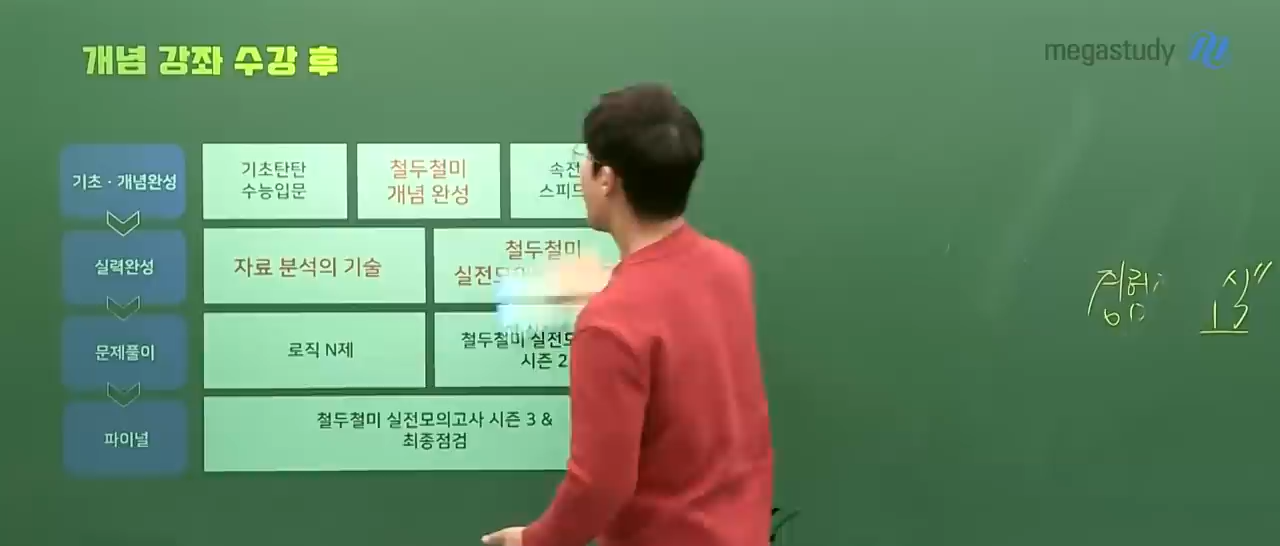 개념 강좌 수강 후
megastudy
기초 · 개념완성
기초탄탄
수능입문
철두철미
개념 완성
속전
스피드
실력완성
자료 분석의 기술
철두철미
문제풀이
로직 N제
철두철미
시즌 2
파이널
철두철미 실전모의고사 시즌 3 &
최종점검